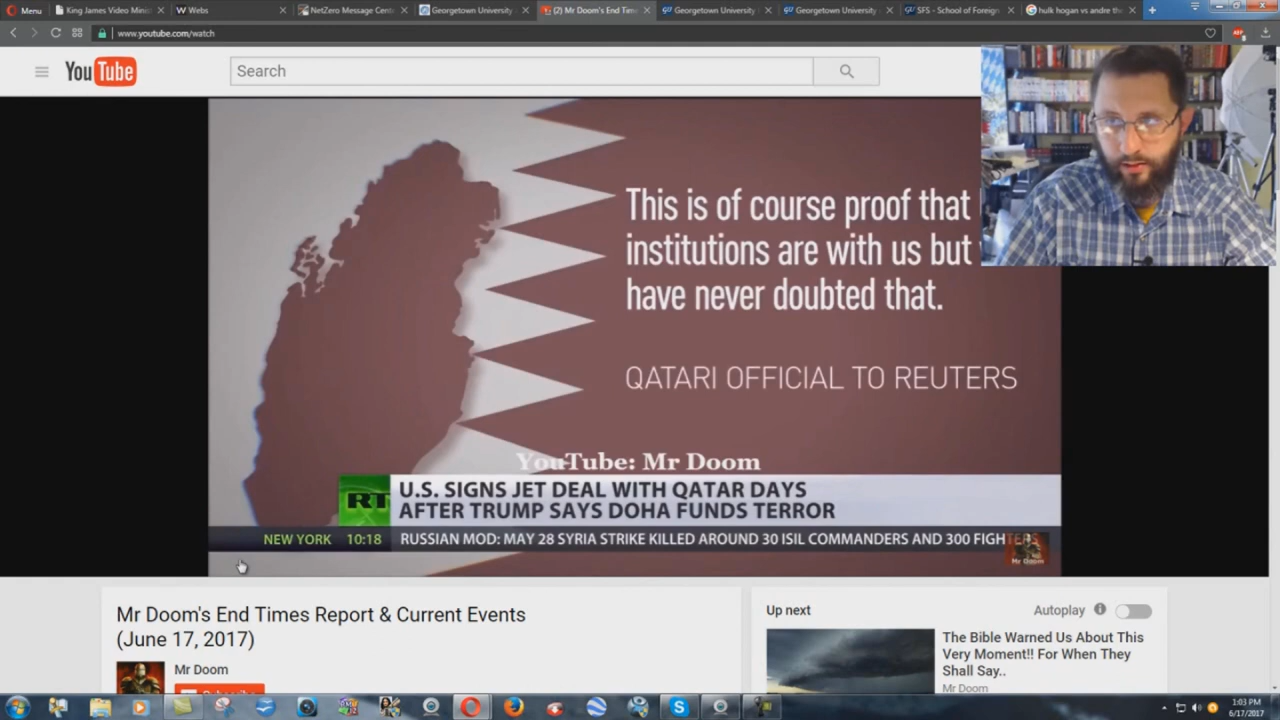 Menu
King James Video Minist
Webs
NetZero Message Cent
Georgetown University
(2) Mr Doom's End Time
Georgetown University
Georgetown University
SFS - School of Foreign
hulk hogan vs andre the
www.youtube.com/watch
YouTube
Search
This is of course proof that
institutions are with us but
have never doubted that.
QATARI OFFICIAL TO REUTERS
YouTube: Mr Doom
RT
U.S. SIGNS JET DEAL WITH QATAR DAYS
AFTER TRUMP SAYS DOHA FUNDS TERROR
NEW YORK 10:18 RUSSIAN MOD: MAY 28 SYRIA STRIKE KILLED AROUND 30 ISIL COMMANDERS AND 300 FIGHTERS
Mr Doom
Mr Doom's End Times Report & Current Events
(June 17, 2017)
Mr Doom
Subscribe
Up next
Autoplay
The Bible Warned Us About This
Very Moment!! For When They
Shall Say..
Mr Doom
1:03 PM
6/17/2017